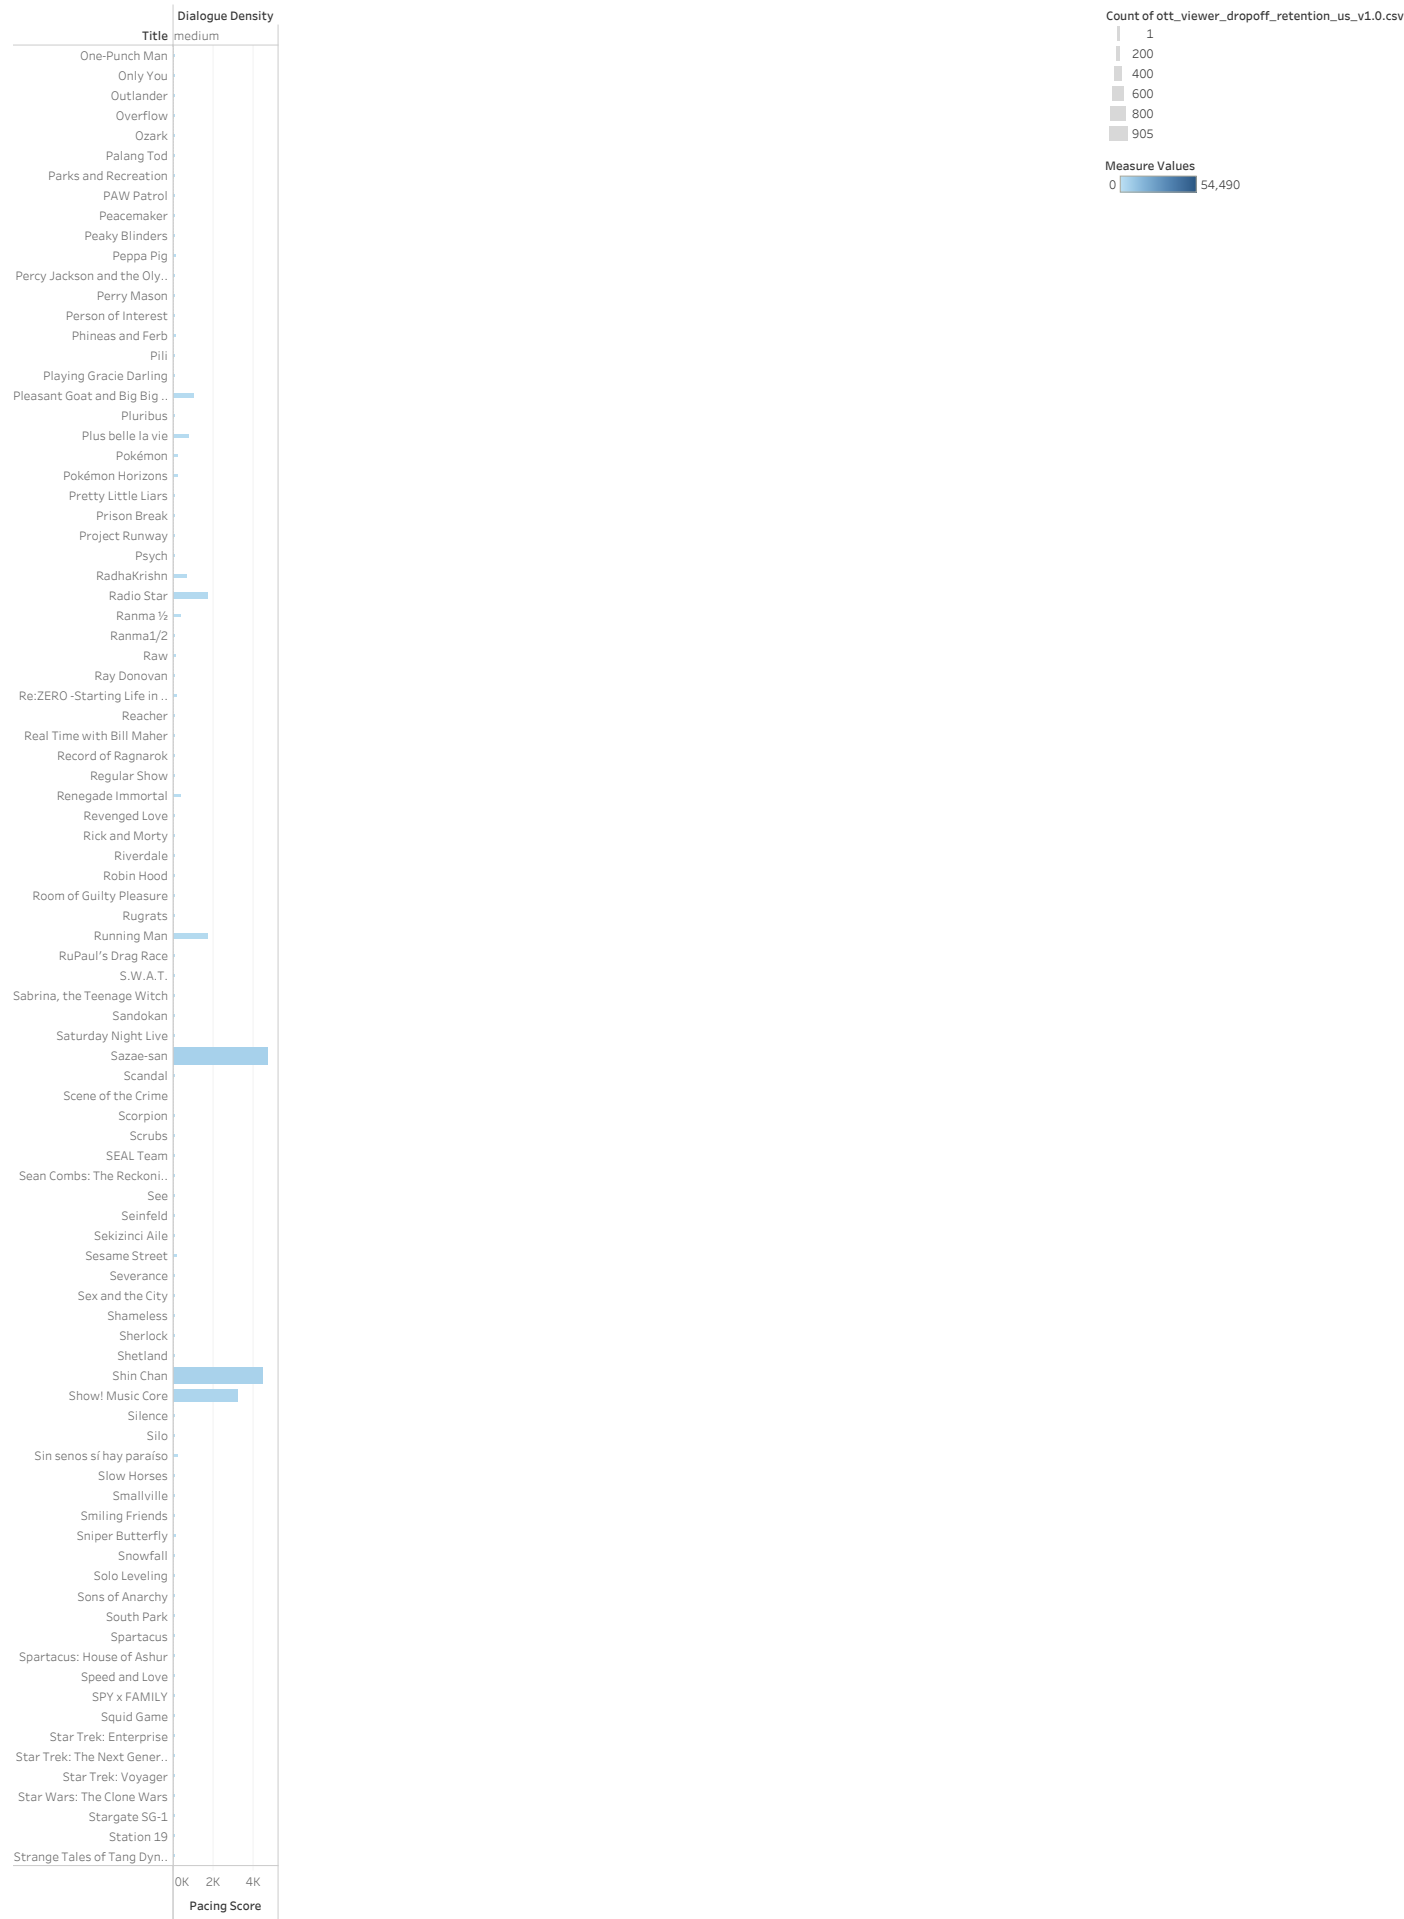 Dialogue Density
Title medium
One-Punch Man
Only You
Outlander
Overflow
Ozark
Palang Tod
Parks and Recreation
PAW Patrol
Peacemaker
Peaky Blinders
Peppa Pig
Percy Jackson and the Oly..
Perry Mason
Person of Interest
Phineas and Ferb
Pili
Playing Gracie Darling
Pleasant Goat and Big Big ..
Pluribus
Plus belle la vie
Pokémon
Pokémon Horizons
Pretty Little Liars
Prison Break
Project Runway
Psych
RadhaKrishn
Radio Star
Ranma ½
Ranma1/2
Raw
Ray Donovan
Re:ZERO -Starting Life in ..
Reacher
Real Time with Bill Maher
Record of Ragnarok
Regular Show
Renegade Immortal
Revenged Love
Rick and Morty
Riverdale
Robin Hood
Room of Guilty Pleasure
Rugrats
Running Man
RuPaul's Drag Race
S.W.A.T.
Sabrina, the Teenage Witch
Sandokan
Saturday Night Live
Sazae-san
Scandal
Scene of the Crime
Scorpion
Scrubs
SEAL Team
Sean Combs: The Reckoni..
See
Seinfeld
Sekizinci Aile
Sesame Street
Severance
Sex and the City
Shameless
Sherlock
Shetland
Shin Chan
Show! Music Core
Silence
Silo
Sin senos sí hay paraíso
Slow Horses
Smallville
Smiling Friends
Sniper Butterfly
Snowfall
Solo Leveling
Sons of Anarchy
South Park
Spartacus
Spartacus: House of Ashur
Speed and Love
SPY x FAMILY
Squid Game
Star Trek: Enterprise
Star Trek: The Next Gener..
Star Trek: Voyager
Star Wars: The Clone Wars
Stargate SG-1
Station 19
Strange Tales of Tang Dyn..
0K 2K 4K
Pacing Score
Count of ott_viewer_dropoff_retention_us_v1.0.csv
1
200
400
600
800
905
Measure Values
0 54,490